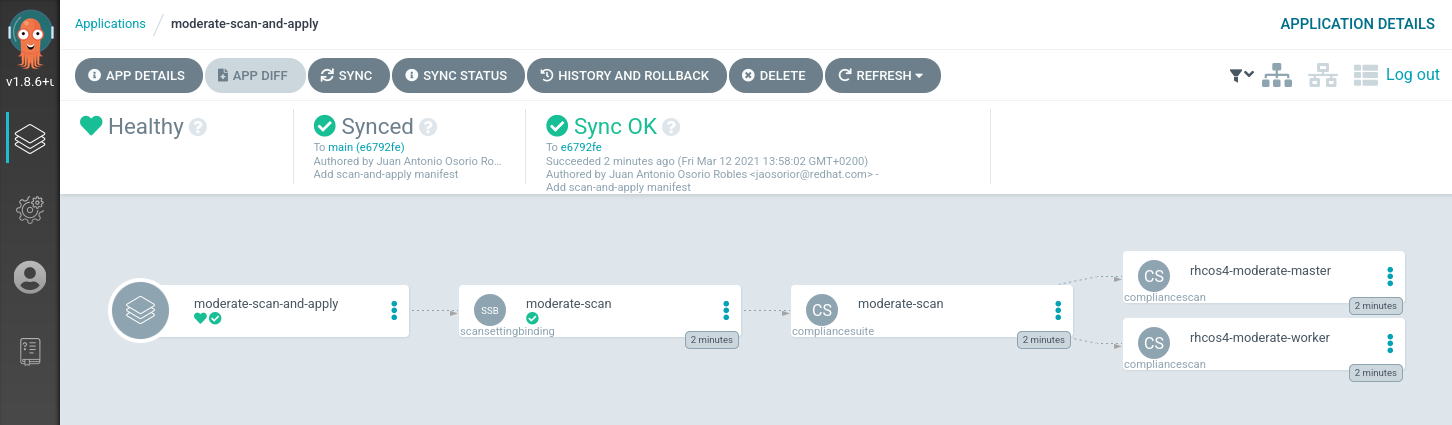 Applications
moderate-scan-and-apply
APPLICATION DETAILS
v1.8.6+u
APP DETAILS
APP DIFF
SYNC
SYNC STATUS
HISTORY AND ROLLBACK
DELETE
REFRESH
Log out
Healthy
Synced
To main (e6792fe)
Authored by Juan Antonio Osorio Ro...
Add scan-and-apply manifest
Sync OK
To e6792fe
Succeeded 2 minutes ago (Fri Mar 12 2021 13:58:02 GMT+0200)
Authored by Juan Antonio Osorio Robles <jaosorior@redhat.com> -
Add scan-and-apply manifest
moderate-scan-and-apply
SSB
moderate-scan
scansettingbinding
2 minutes
CS
moderate-scan
compliancesuite
2 minutes
CS
rhcos4-moderate-master
compliancescan
2 minutes
CS
rhcos4-moderate-worker
compliancescan
2 minutes